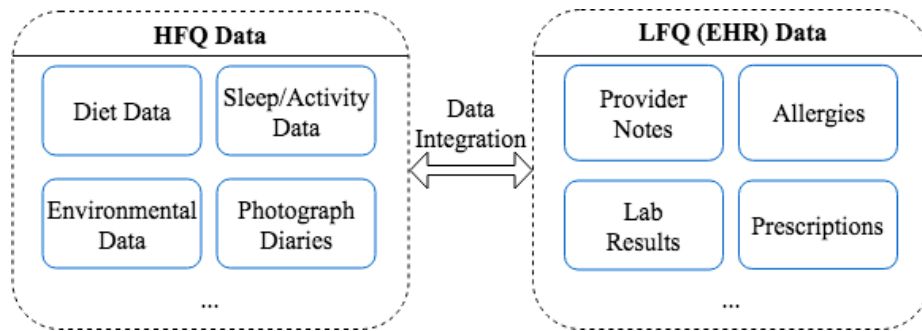 HFQ Data
Diet Data
Sleep/Activity
Data
Environmental
Data
Photograph
Diaries
...
Data
Integration
LFQ (EHR) Data
Provider
Notes
Allergies
Lab
Results
Prescriptions
...